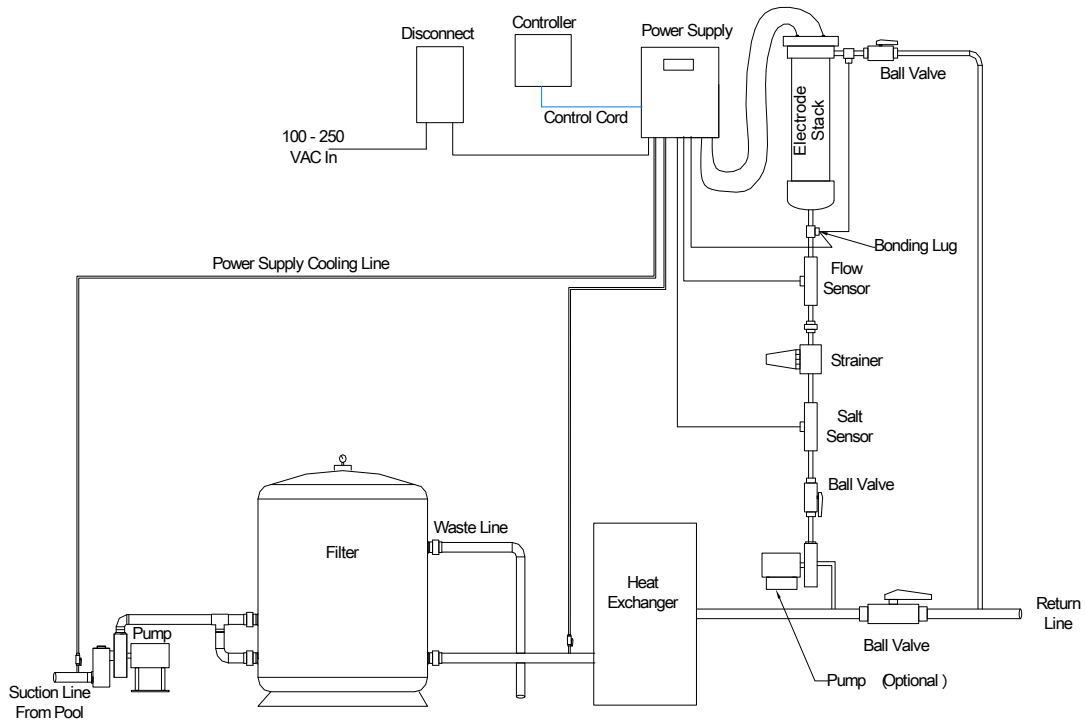 Controller
Disconnect
Power Supply
Ball Valve
Control Cord
Electrode
Stack
100 - 250
VAC In
Bonding Lug
Power Supply Cooling Line
Flow
Sensor
Strainer
Salt
Sensor
Ball Valve
Waste Line
Filter
Heat
Exchanger
Return
Line
Pump
Ball Valve
Pump (Optional)
Suction Line
From Pool